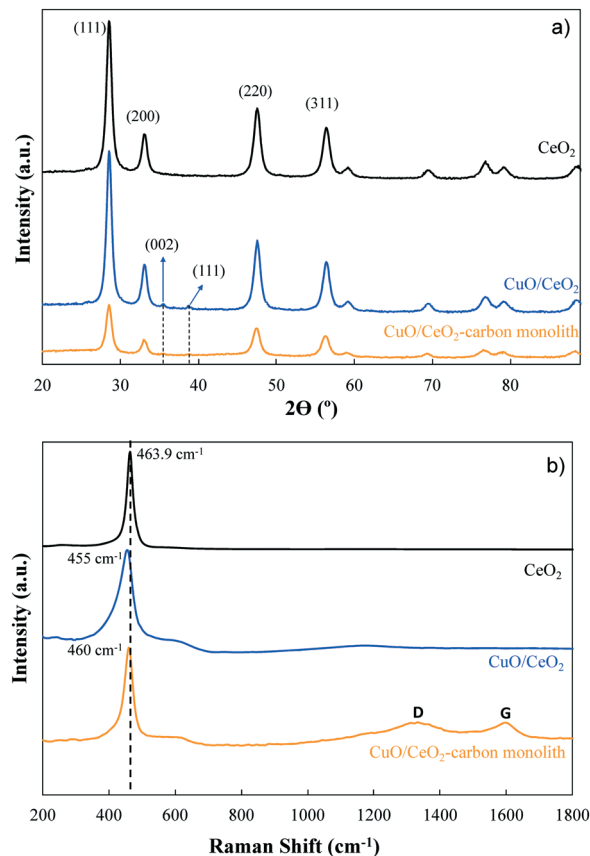 a)
(111)
(200)
(220)
(311)
CeO₂
(002)
(111)
CuO/CeO₂
CuO/CeO₂-carbon monolith
Intensity (a.u.)
20 30 40 50 60 70 80
2Ɵ (º)
b)
463.9 cm⁻¹
CeO₂
455 cm⁻¹
CuO/CeO₂
460 cm⁻¹
D G
CuO/CeO₂-carbon monolith
Intensity (a.u.)
200 400 600 800 1000 1200 1400 1600 1800
Raman Shift (cm⁻¹)